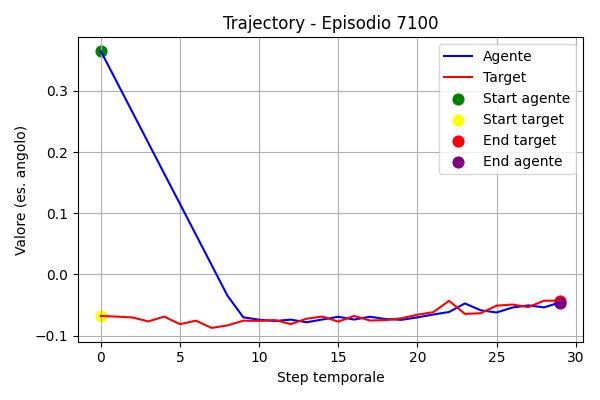 Trajectory - Episodio 7100
Valore (es. angolo)
0.3
0.2
0.1
0.0
−0.1
0
5
10
15
20
25
30
Step temporale
Agente
Target
Start agente
Start target
End target
End agente